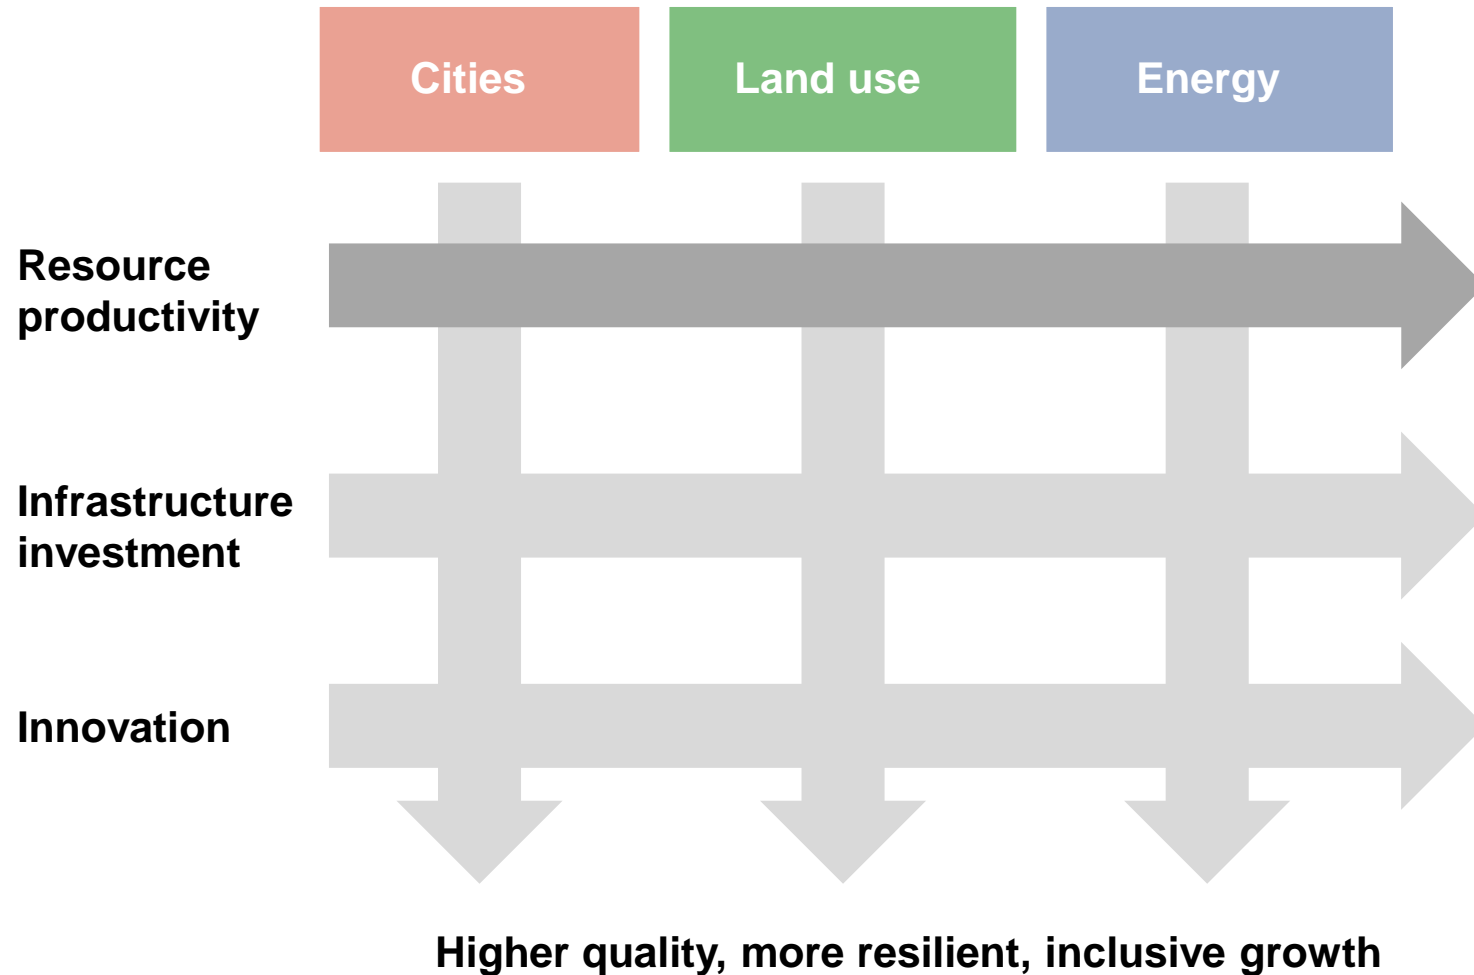 Cities
Land use
Energy
Resource
productivity
Infrastructure
investment
Innovation
Higher quality, more resilient, inclusive growth